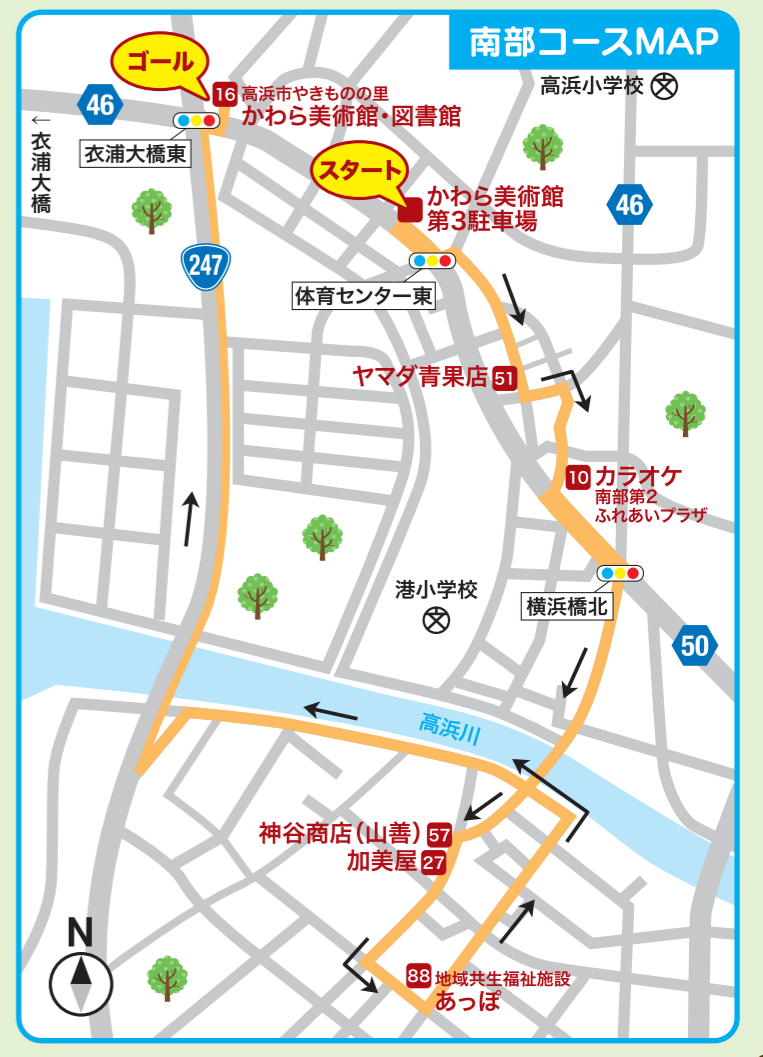 南部コースMAP
高浜小学校
ゴール
16 高浜市やきものの里
かわら美術館・図書館
46
衣浦大橋東
←衣浦大橋
スタート
かわら美術館
第3駐車場
46
247
体育センター東
ヤマダ青果店 51
10 カラオケ
南部第2
ふれあいプラザ
港小学校
横浜橋北
50
高浜川
神谷商店(山善) 57
加美屋 27
N
88 地域共生福祉施設
あっぽ